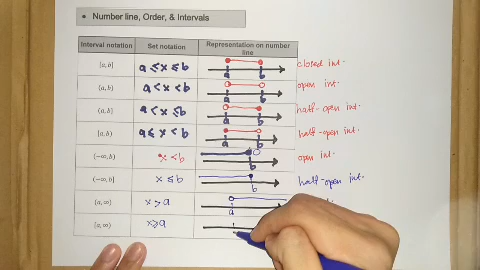 • Number line, Order, & Intervals
Interval notation Set notation Representation on number line
[a, b] a ≤ x ≤ b a b closed int.
(a, b) a < x < b a b open int.
(a, b] a < x ≤ b a b half-open int.
[a, b) a ≤ x < b a b half-open int.
(-∞, b) x < b b open int.
(-∞, b] x ≤ b b half-open int.
(a, ∞) x > a a
[a, ∞) x ≥ a